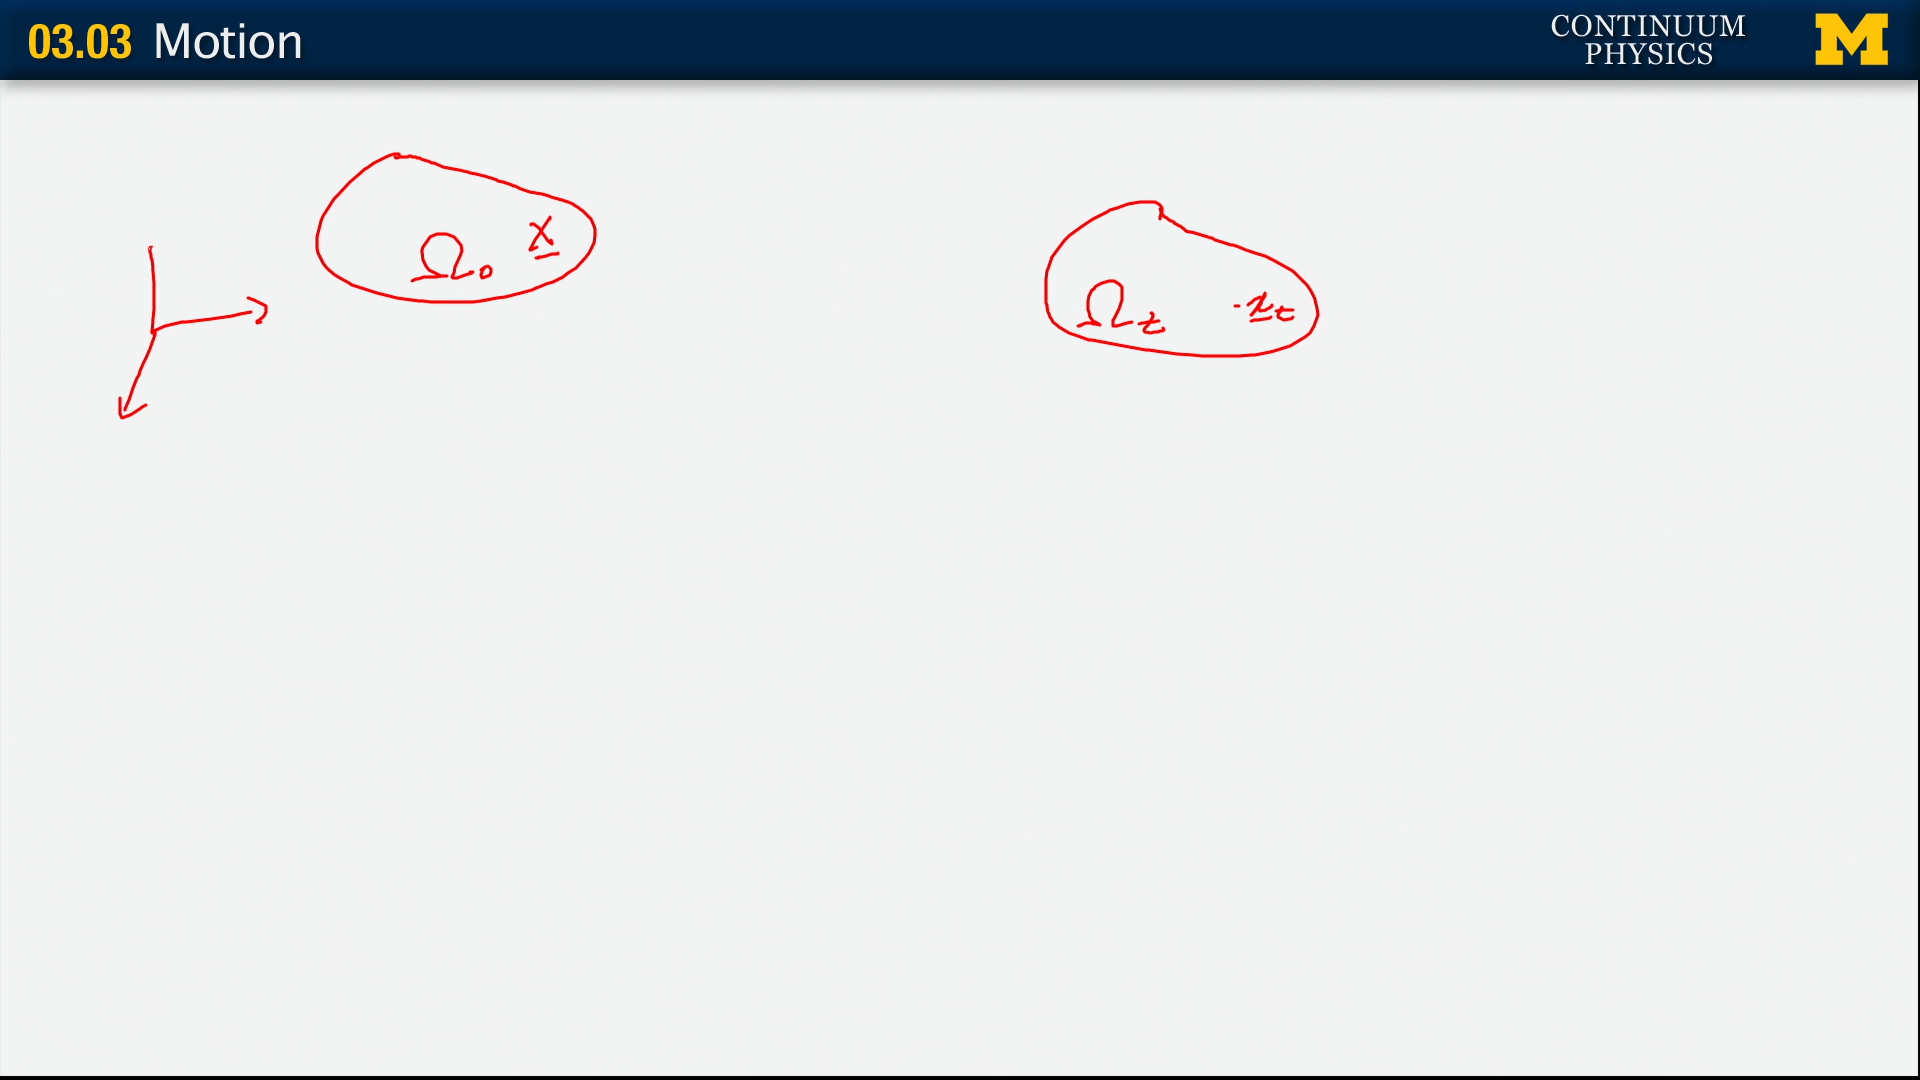 03.03 Motion
CONTINUUM
PHYSICS
M
Ω₀ X
Ωt · xt